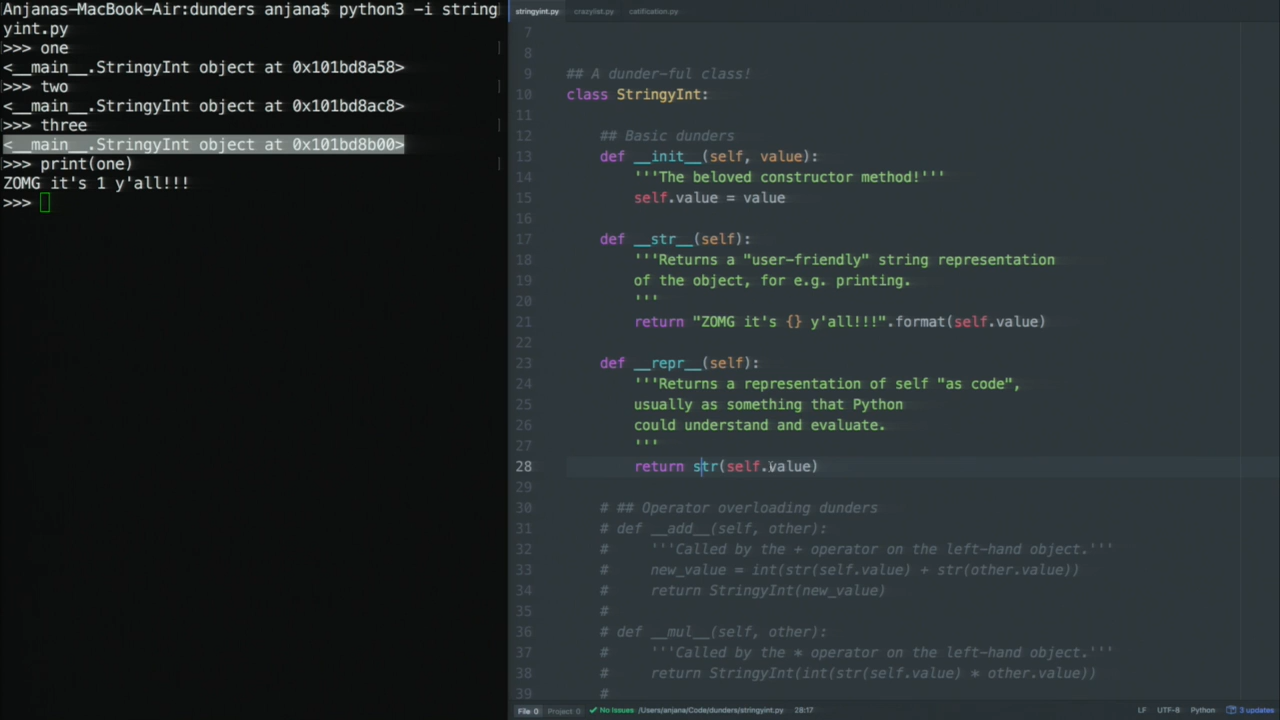 Anjanas-MacBook-Air:dunders anjana$ python3 -i string
yint.py
>>> one
<__main__.StringyInt object at 0x101bd8a58>
>>> two
<__main__.StringyInt object at 0x101bd8ac8>
>>> three
<__main__.StringyInt object at 0x101bd8b00>
>>> print(one)
ZOMG it's 1 y'all!!!
>>>
stringyint.py crazylist.py catification.py
7
8
9 ## A dunder-ful class!
10 class StringyInt:
11
12 ## Basic dunders
13 def __init__(self, value):
14 '''The beloved constructor method!'''
15 self.value = value
16
17 def __str__(self):
18 '''Returns a "user-friendly" string representation
19 of the object, for e.g. printing.
20 '''
21 return "ZOMG it's {} y'all!!!".format(self.value)
22
23 def __repr__(self):
24 '''Returns a representation of self "as code",
25 usually as something that Python
26 could understand and evaluate.
27 '''
28 return str(self.value)
29
30 # ## Operator overloading dunders
31 # def __add__(self, other):
32 #     '''Called by the + operator on the left-hand object.'''
33 #     new_value = int(str(self.value) + str(other.value))
34 #     return StringyInt(new_value)
35 #
36 # def __mul__(self, other):
37 #     '''Called by the * operator on the left-hand object.'''
38 #     return StringyInt(int(str(self.value) * other.value))
39 #
File 0 Project 0 ✓ No Issues /Users/anjana/Code/dunders/stringyint.py 28:17 LF UTF-8 Python 3 updates